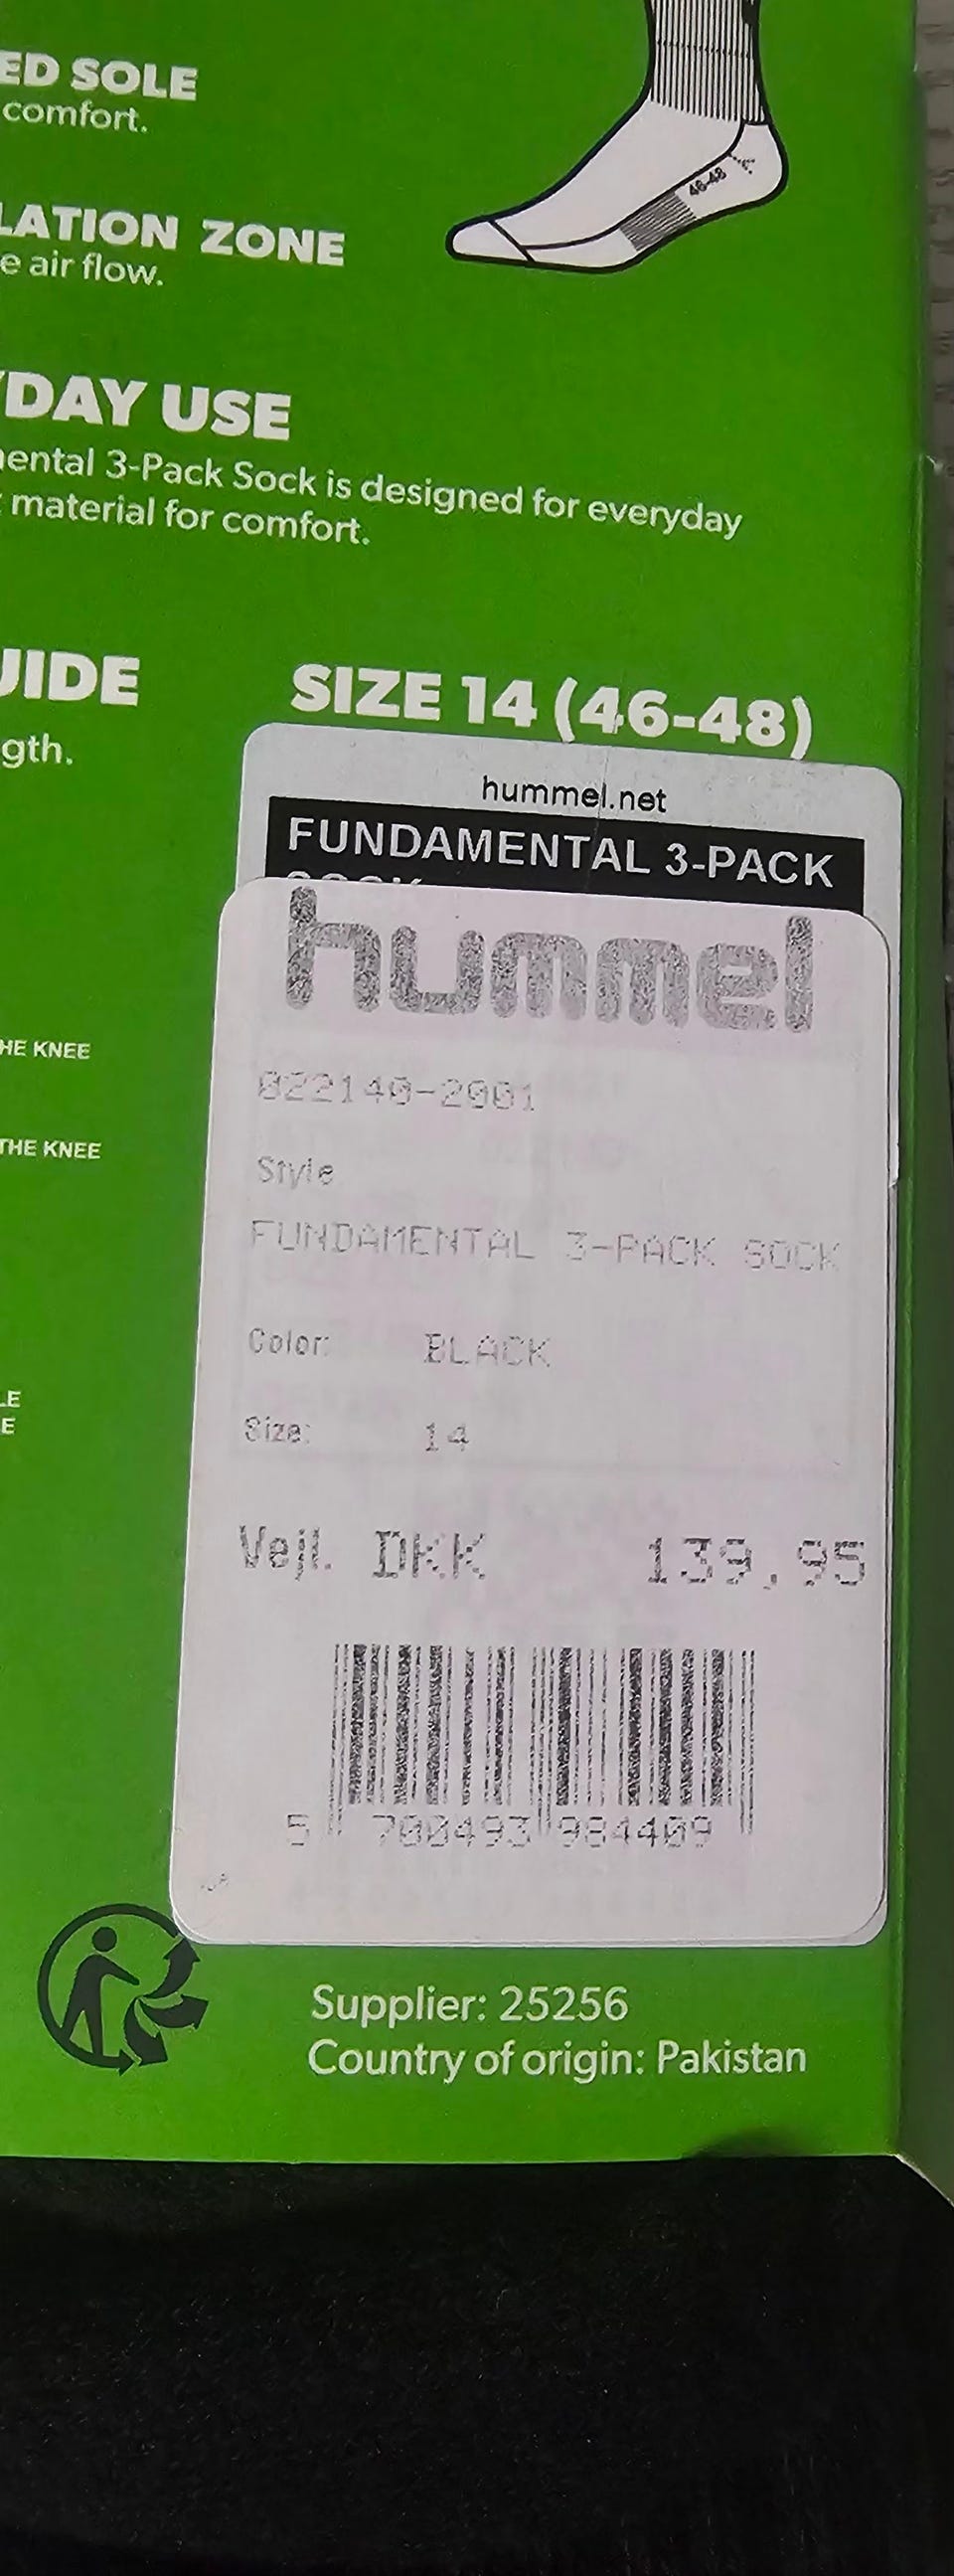 ED SOLE
comfort.
LATION ZONE
e air flow.
46-48
YDAY USE
ental 3-Pack Sock is designed for everyday
material for comfort.
UIDE
gth.
SIZE 14 (46-48)
hummel.net
FUNDAMENTAL 3-PACK
hummel
022140-2001
Style
FUNDAMENTAL 3-PACK SOCK
Color: BLACK
Size: 14
Vejl. DKK 139,95
5 700493 984409
HE KNEE
THE KNEE
LE
E
Supplier: 25256
Country of origin: Pakistan